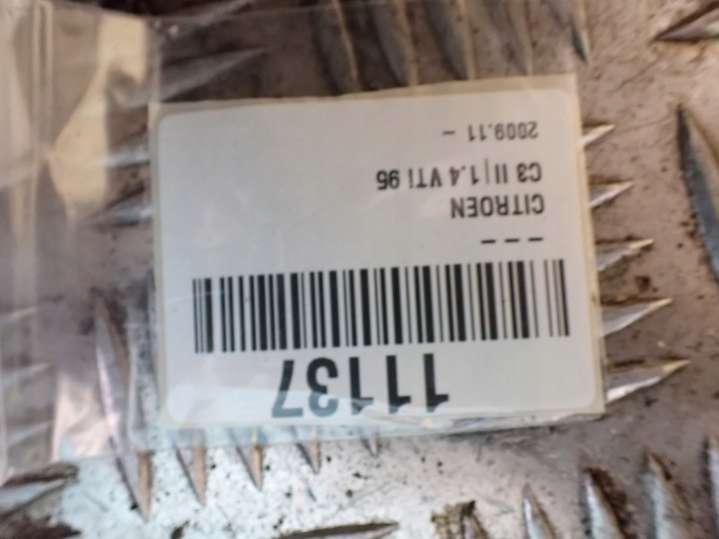 11137
– – –
CITROEN
C3 II|1.4 VTi 95
2009.11 –